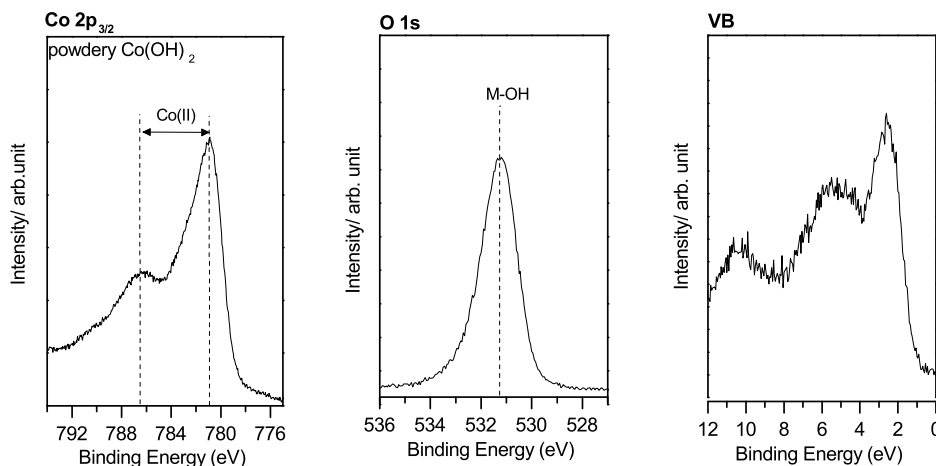 Co 2p3/2
powdery Co(OH) 2
Co(II)
Intensity/ arb.unit
792 788 784 780 776
Binding Energy (eV)
O 1s
M-OH
Intensity/ arb. unit
536 534 532 530 528
Binding Energy (eV)
VB
Intensity/ arb. unit
12 10 8 6 4 2 0
Binding Energy (eV)